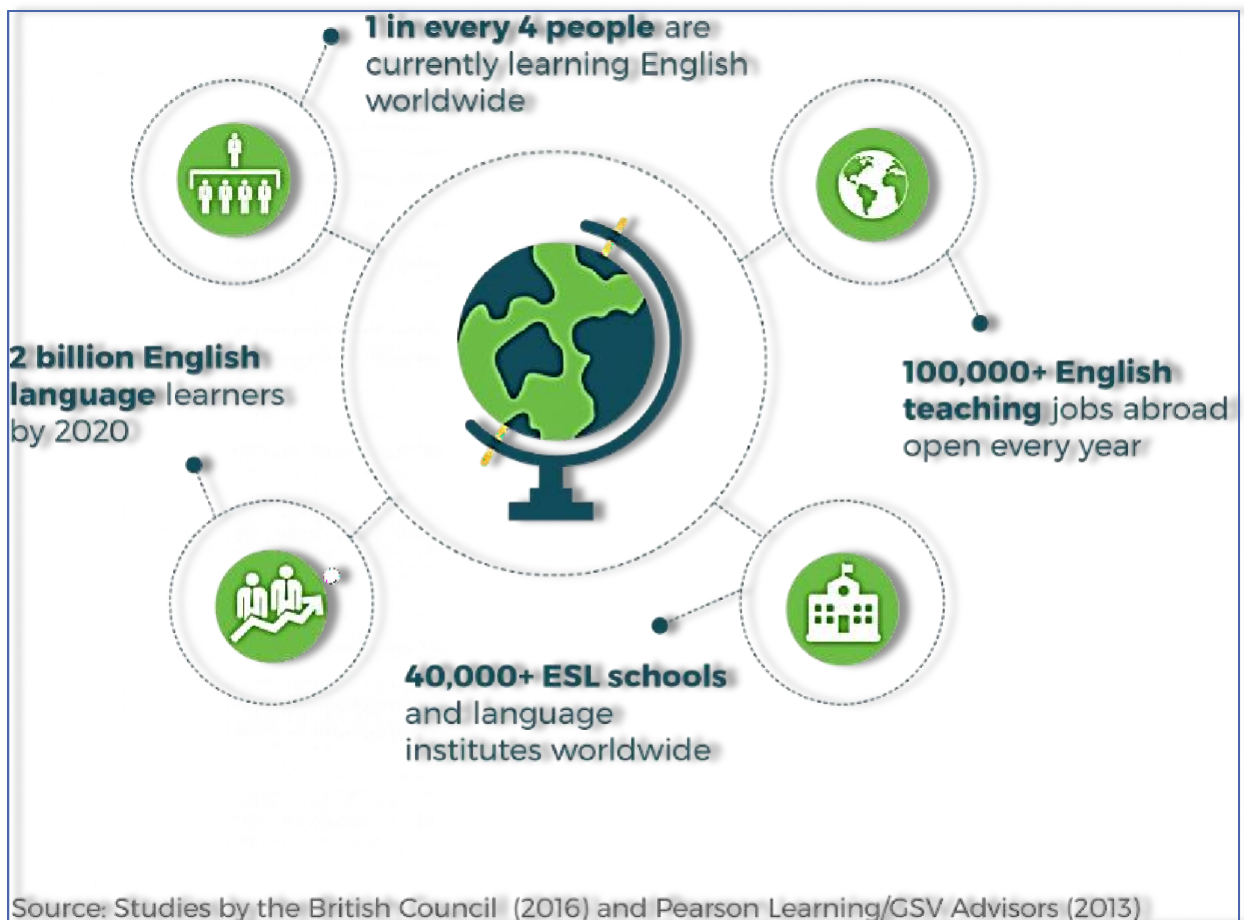 1 in every 4 people are
currently learning English
worldwide
2 billion English
language learners
by 2020
100,000+ English
teaching jobs abroad
open every year
40,000+ ESL schools
and language
institutes worldwide
Source: Studies by the British Council (2016) and Pearson Learning/GSV Advisors (2013)